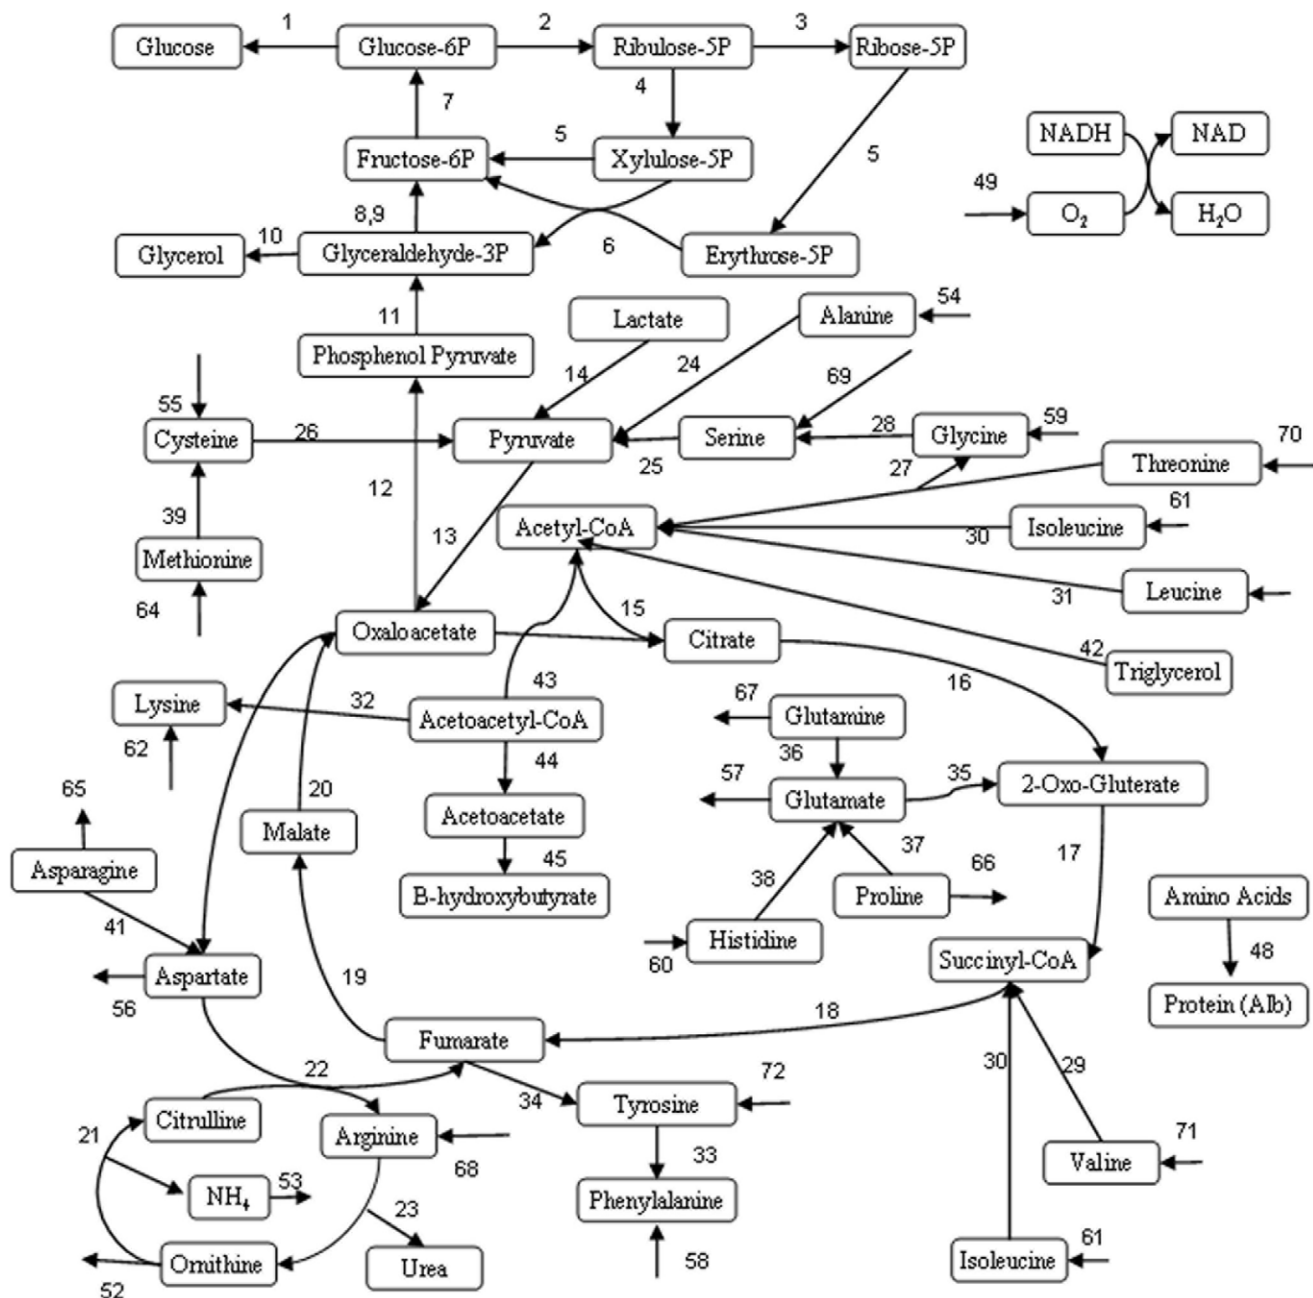 1
2
3
Glucose
Glucose-6P
Ribulose-5P
Ribose-5P
4
7
5
5
NADH
NAD
Fructose-6P
Xylulose-5P
49
O₂
H₂O
8,9
10
6
Glycerol
Glyceraldehyde-3P
Erythrose-5P
11
Lactate
Alanine
54
Phosphenol Pyruvate
14
24
69
55
Cysteine
26
Pyruvate
25
Serine
28
Glycine
59
27
Threonine
70
12
39
13
Acetyl-CoA
30
Isoleucine
61
Methionine
64
31
Leucine
Oxaloacetate
15
Citrate
42
Triglycerol
16
Lysine
32
43
Acetoacetyl-CoA
67
Glutamine
62
44
36
65
20
57
Glutamate
35
2-Oxo-Gluterate
Malate
Acetoacetate
17
Asparagine
45
37
66
Amino Acids
B-hydroxybutyrate
38
Proline
41
Histidine
60
48
Aspartate
56
19
Succinyl-CoA
Protein (Alb)
18
Fumarate
22
34
72
30
29
Citrulline
Tyrosine
21
Arginine
68
33
71
Valine
53
NH₄
23
Phenylalanine
Ornithine
52
Urea
58
Isoleucine
61